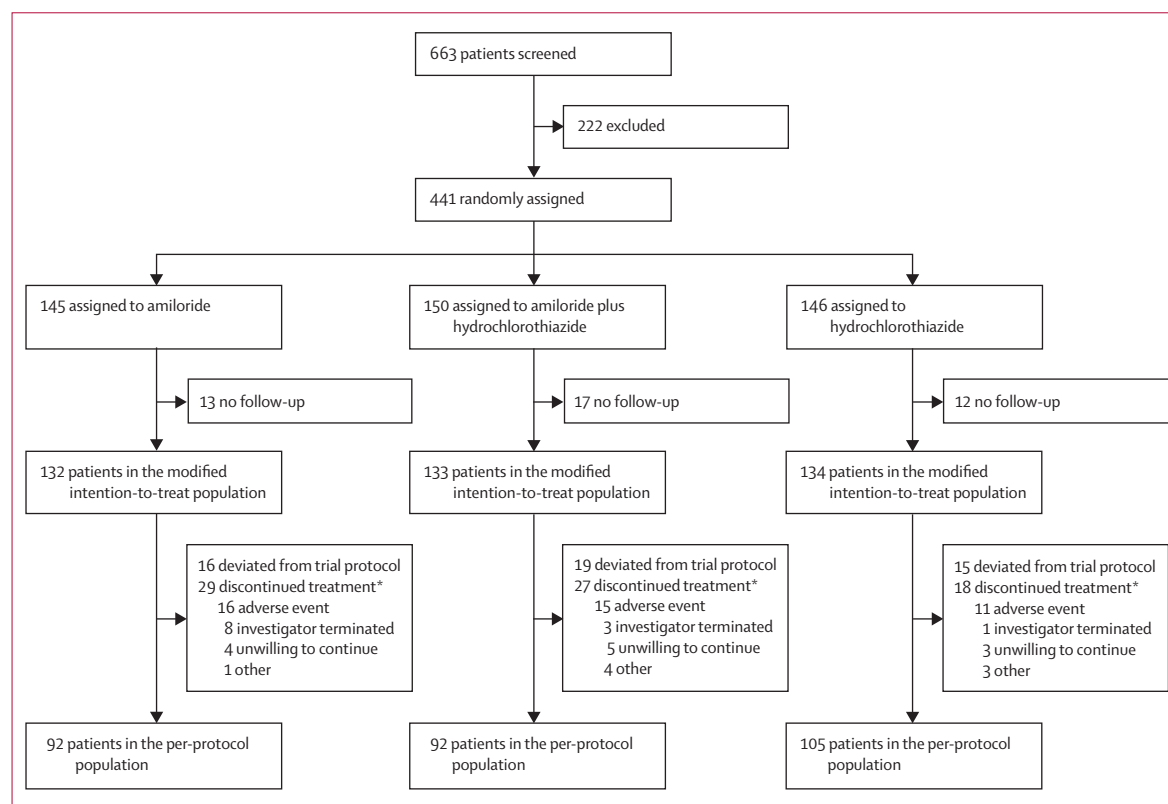 663 patients screened
222 excluded
441 randomly assigned
145 assigned to amiloride
150 assigned to amiloride plus
hydrochlorothiazide
146 assigned to
hydrochlorothiazide
13 no follow-up
17 no follow-up
12 no follow-up
132 patients in the modified
intention-to-treat population
133 patients in the modified
intention-to-treat population
134 patients in the modified
intention-to-treat population
16 deviated from trial protocol
29 discontinued treatment*
16 adverse event
8 investigator terminated
4 unwilling to continue
1 other
19 deviated from trial protocol
27 discontinued treatment*
15 adverse event
3 investigator terminated
5 unwilling to continue
4 other
15 deviated from trial protocol
18 discontinued treatment*
11 adverse event
1 investigator terminated
3 unwilling to continue
3 other
92 patients in the per-protocol
population
92 patients in the per-protocol
population
105 patients in the per-protocol
population